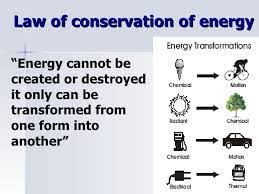 Law of conservation of energy
“Energy cannot be
created or destroyed
it only can be
transformed from
one form into
another”
Energy Transformations
Chemical Motion
Radiant Chemical
Chemical Motion
Electrical Thermal